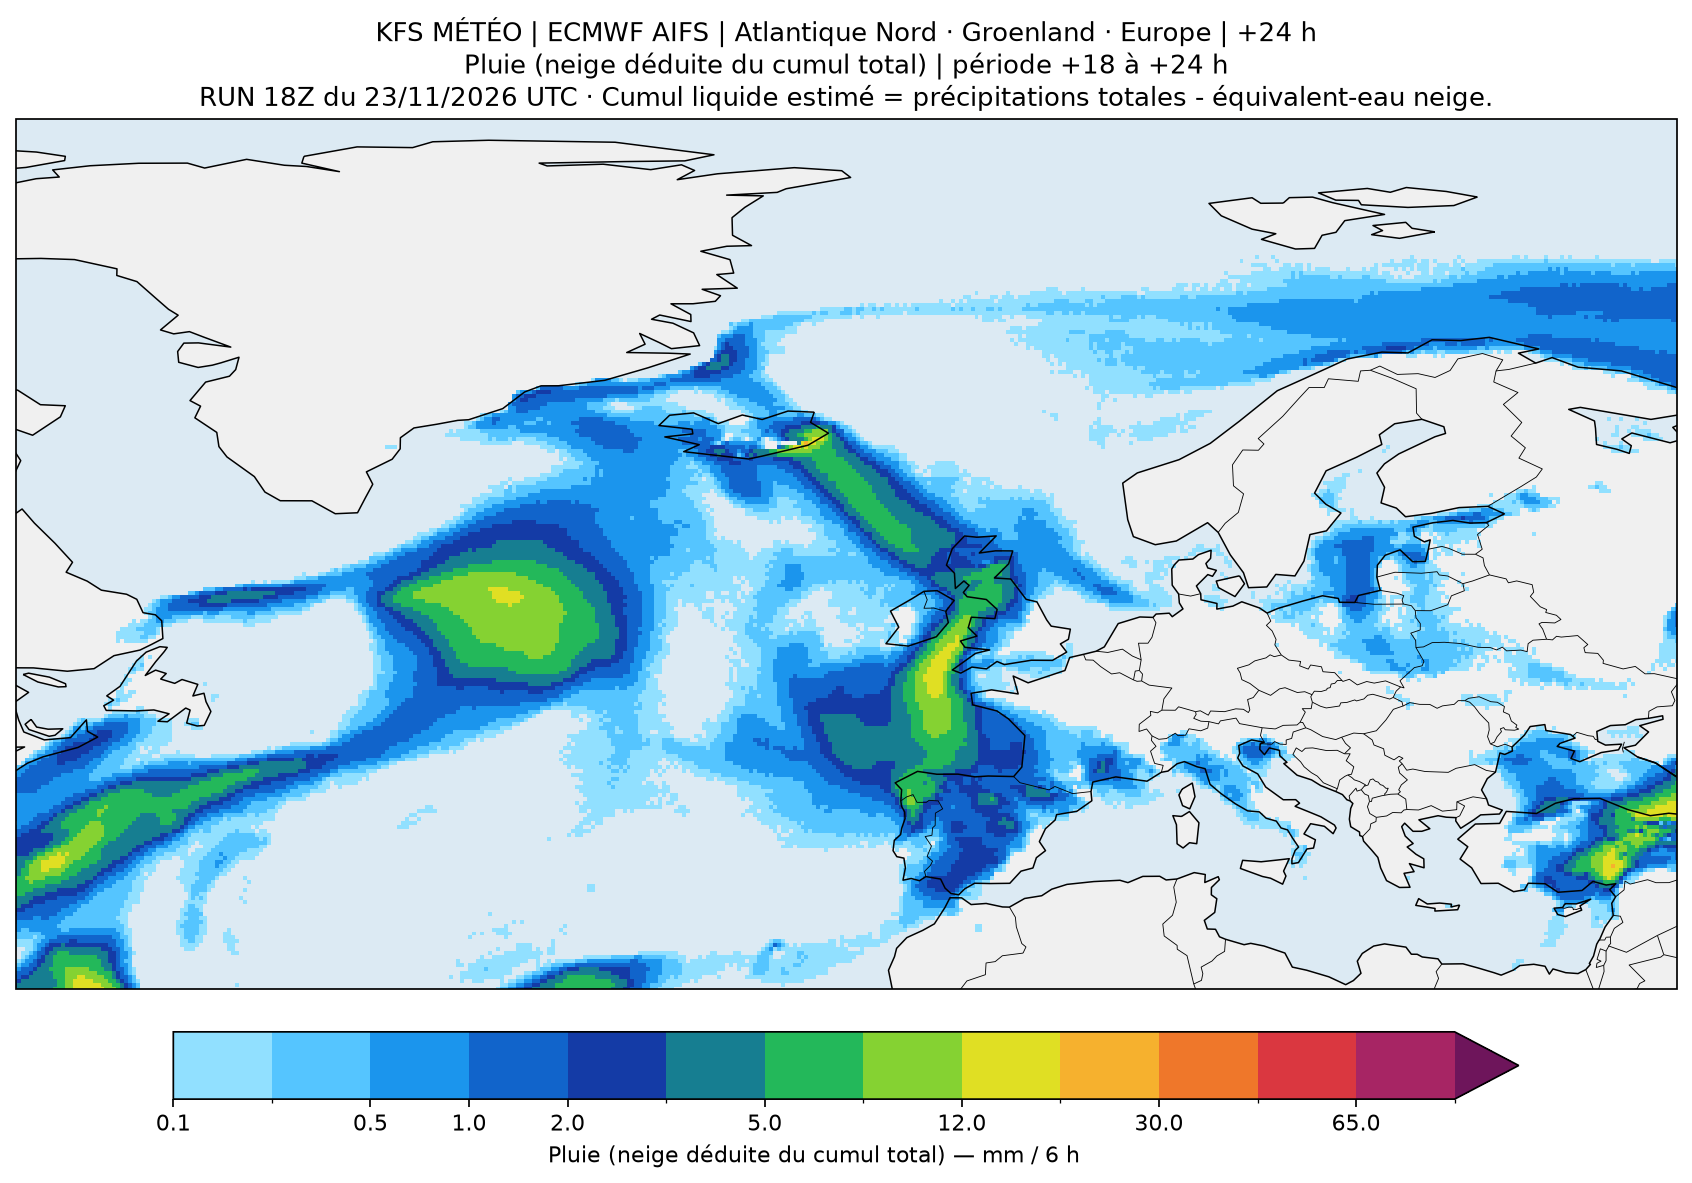 KFS MÉTÉO | ECMWF AIFS | Atlantique Nord · Groenland · Europe | +24 h
Pluie (neige déduite du cumul total) | période +18 à +24 h
RUN 18Z du 23/11/2026 UTC · Cumul liquide estimé = précipitations totales - équivalent-eau neige.
0.1 0.5 1.0 2.0 5.0 12.0 30.0 65.0
Pluie (neige déduite du cumul total) — mm / 6 h